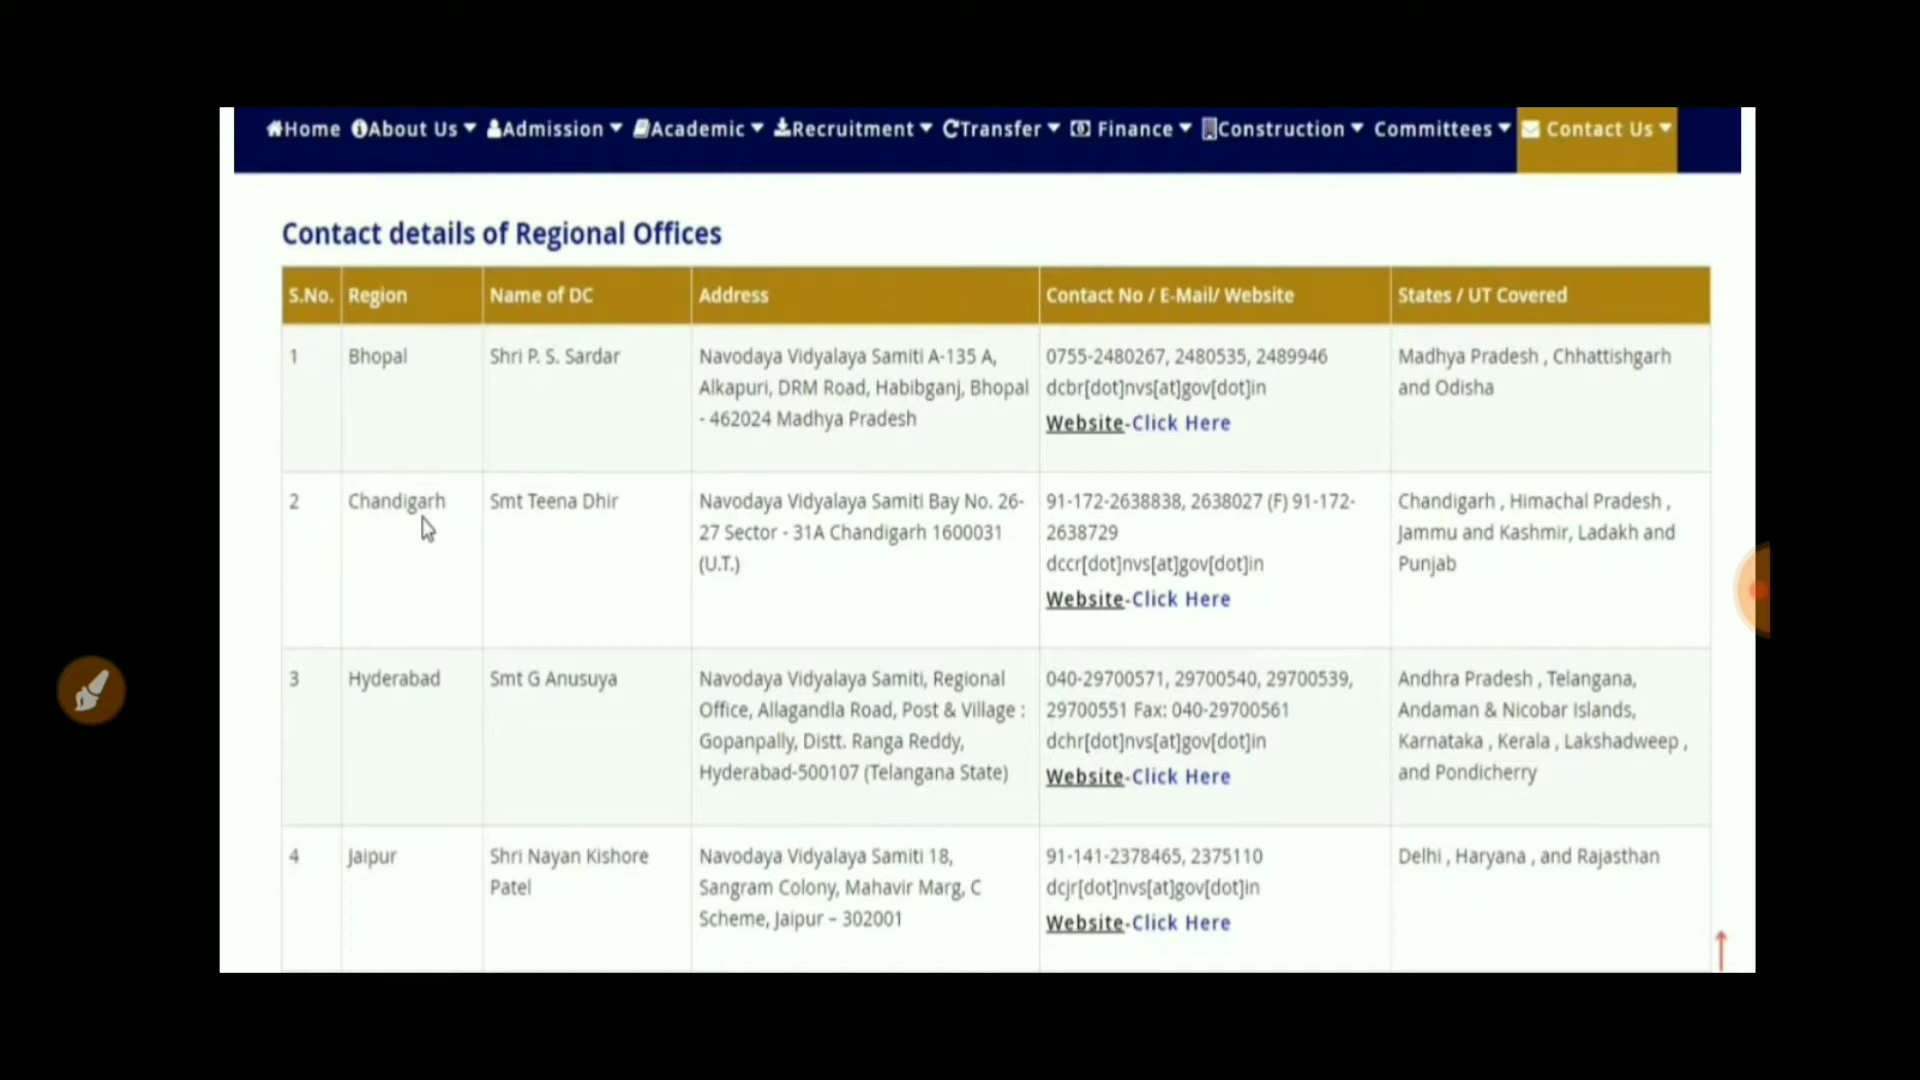 Home About Us Admission Academic Recruitment Transfer Finance Construction Committees Contact Us
Contact details of Regional Offices
S.No. Region Name of DC Address Contact No / E-Mail/ Website States / UT Covered
1 Bhopal Shri P. S. Sardar Navodaya Vidyalaya Samiti A-135 A, 0755-2480267, 2480535, 2489946 Madhya Pradesh , Chhattishgarh
Alkapuri, DRM Road, Habibganj, Bhopal dcbr[dot]nvs[at]gov[dot]in and Odisha
- 462024 Madhya Pradesh Website-Click Here
2 Chandigarh Smt Teena Dhir Navodaya Vidyalaya Samiti Bay No. 26- 91-172-2638838, 2638027 (F) 91-172- Chandigarh , Himachal Pradesh ,
27 Sector - 31A Chandigarh 1600031 2638729 Jammu and Kashmir, Ladakh and
(U.T.) dccr[dot]nvs[at]gov[dot]in Punjab
Website-Click Here
3 Hyderabad Smt G Anusuya Navodaya Vidyalaya Samiti, Regional 040-29700571, 29700540, 29700539, Andhra Pradesh , Telangana,
Office, Allagandla Road, Post & Village : 29700551 Fax: 040-29700561 Andaman & Nicobar Islands,
Gopanpally, Distt. Ranga Reddy, dchr[dot]nvs[at]gov[dot]in Karnataka , Kerala , Lakshadweep ,
Hyderabad-500107 (Telangana State) Website-Click Here and Pondicherry
4 Jaipur Shri Nayan Kishore Navodaya Vidyalaya Samiti 18, 91-141-2378465, 2375110 Delhi , Haryana , and Rajasthan
Patel Sangram Colony, Mahavir Marg, C dcjr[dot]nvs[at]gov[dot]in
Scheme, Jaipur – 302001 Website-Click Here